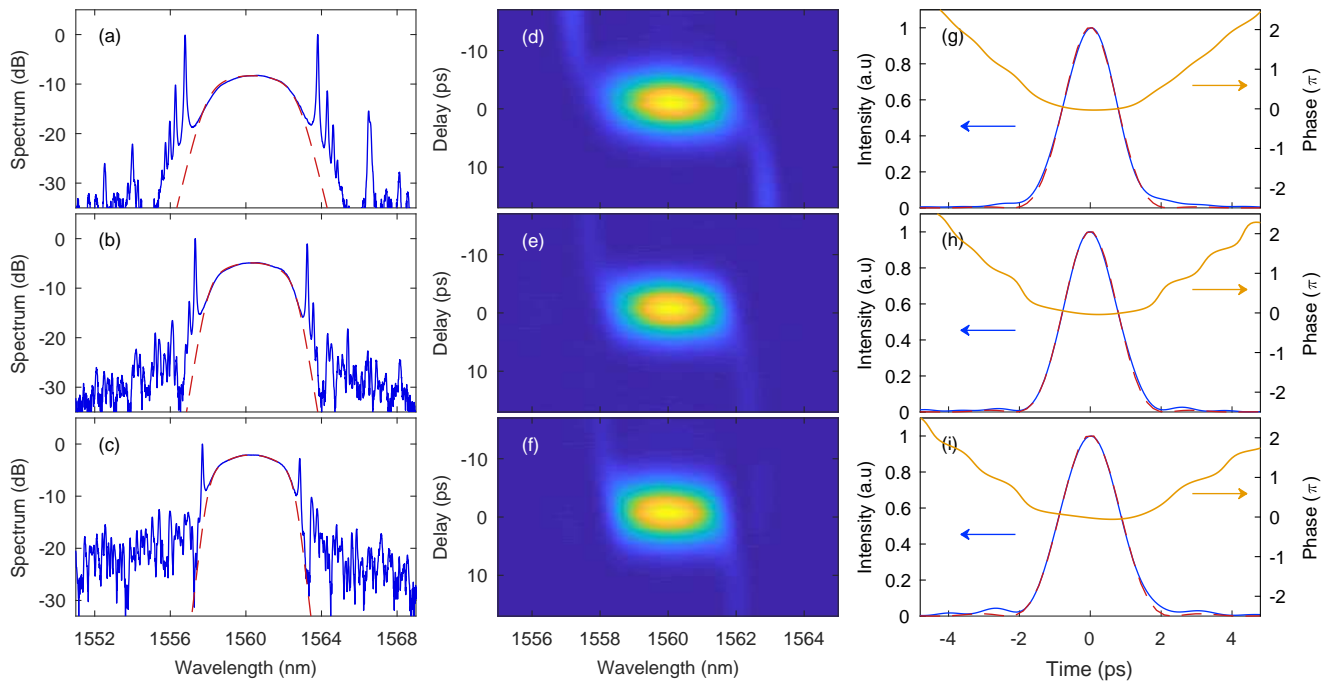 (a)
0
-10
-20
-30
Spectrum (dB)
(d)
-10
0
10
Delay (ps)
(g)
1
0.8
0.6
0.4
0.2
0
Intensity (a.u)
2
1
0
-1
-2
Phase (π)
(b)
0
-10
-20
-30
Spectrum (dB)
(e)
-10
0
10
Delay (ps)
(h)
1
0.8
0.6
0.4
0.2
0
Intensity (a.u)
2
1
0
-1
-2
Phase (π)
(c)
0
-10
-20
-30
Spectrum (dB)
1552 1556 1560 1564 1568
Wavelength (nm)
(f)
-10
0
10
Delay (ps)
1556 1558 1560 1562 1564
Wavelength (nm)
(i)
1
0.8
0.6
0.4
0.2
0
Intensity (a.u)
2
1
0
-1
-2
Phase (π)
-4 -2 0 2 4
Time (ps)